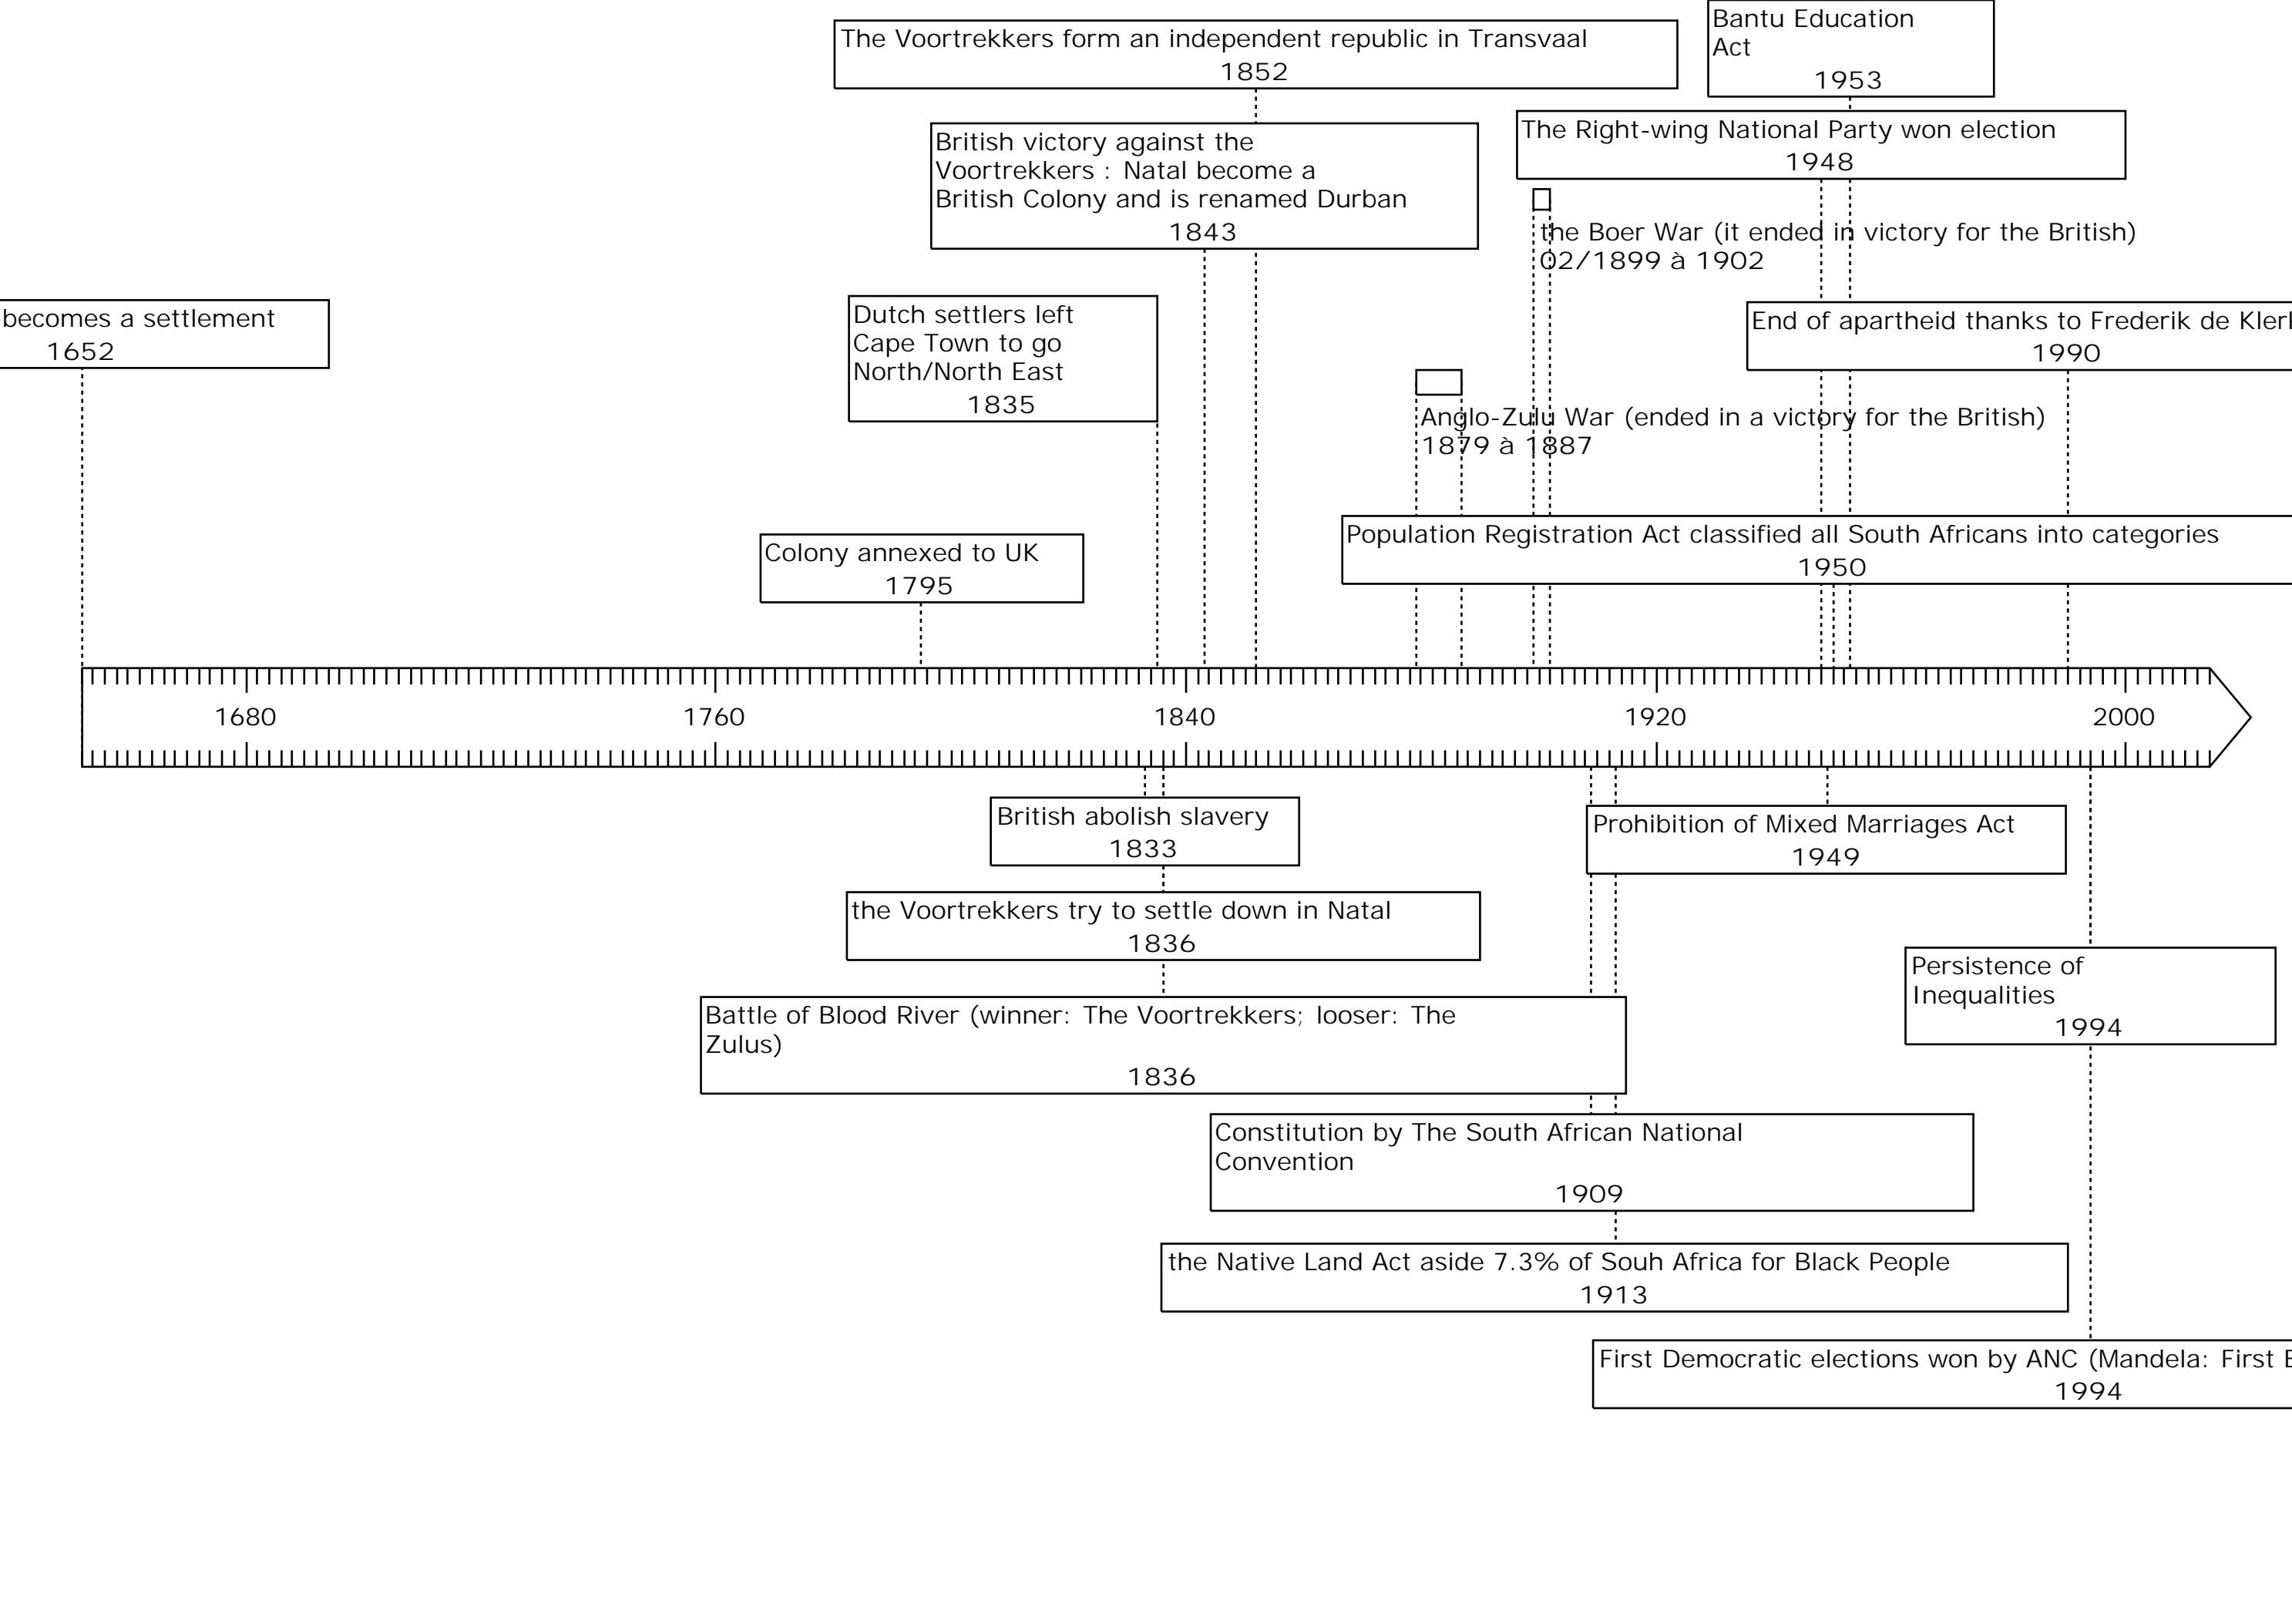 The Voortrekkers form an independent republic in Transvaal
1852
Bantu Education
Act
1953
British victory against the
Voortrekkers : Natal become a
British Colony and is renamed Durban
1843
The Right-wing National Party won election
1948
the Boer War (it ended in victory for the British)
02/1899 à 1902
becomes a settlement
1652
Dutch settlers left
Cape Town to go
North/North East
1835
End of apartheid thanks to Frederik de
1990
Anglo-Zulu War (ended in a victory for the British)
1879 à 1887
Colony annexed to UK
1795
Population Registration Act classified all South Africans into categories
1950
1680
1760
1840
1920
2000
British abolish slavery
1833
Prohibition of Mixed Marriages Act
1949
the Voortrekkers try to settle down in Natal
1836
Persistence of
Inequalities
1994
Battle of Blood River (winner: The Voortrekkers; looser: The
Zulus)
1836
Constitution by The South African National
Convention
1909
the Native Land Act aside 7.3% of Souh Africa for Black People
1913
First Democratic elections won by ANC (Mandela: First
1994